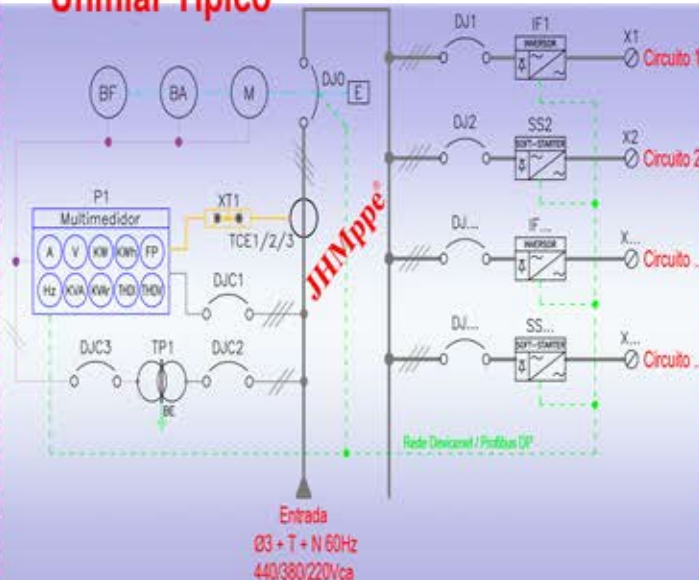 Unifilar Típico
BF BA M
DJ0 E
DJ1 IF1 INVERSOR X1 Circuito 1
DJ2 SS2 SOFT-STARTER X2 Circuito 2
DJ... IF... INVERSOR X... Circuito ..
DJ... SS... SOFT-STARTER X... Circuito ..
P1
Multimedidor
A V KW KWh FP
Hz KVA KVAr THDI THDV
XT1
TCE1/2/3
JHMppe®
DJC1
DJC3 TP1 DJC2
BE
Rede Devicenet / Profibus DP
Entrada
Ø3 + T + N 60Hz
440/380/220Vca